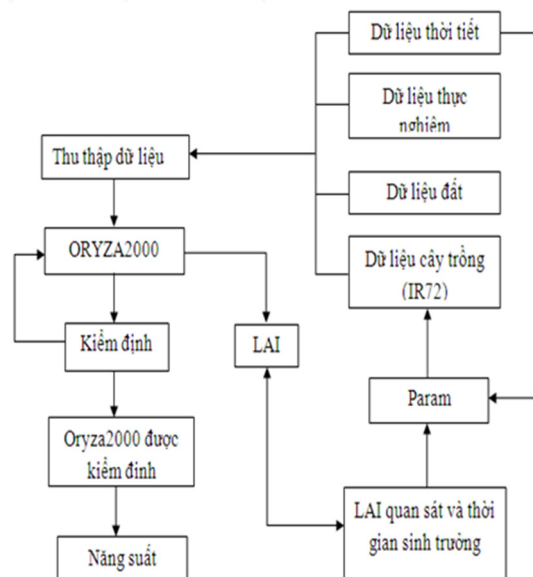 Dữ liệu thời tiết
Dữ liệu thực
nghiệm
Thu thập dữ liệu
Dữ liệu đất
ORYZA2000
Dữ liệu cây trồng
(IR72)
Kiểm định
LAI
Param
Oryza2000 được
kiểm đinh
LAI quan sát và thời
gian sinh trưởng
Năng suất